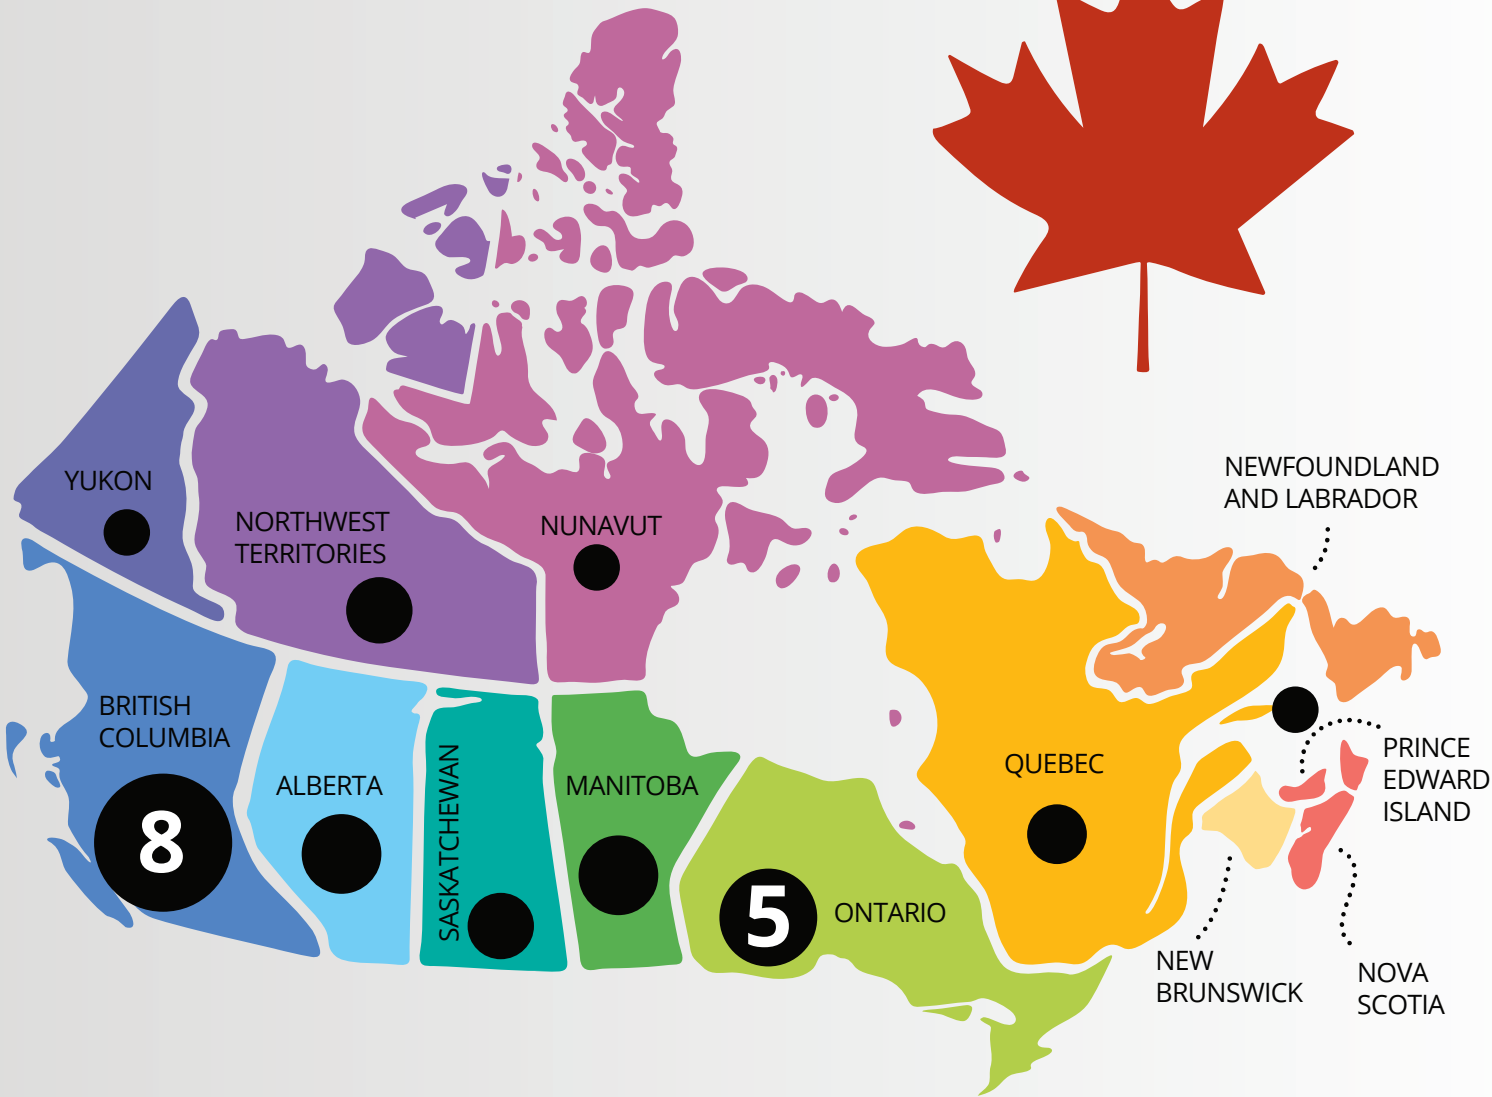 YUKON
NORTHWEST
TERRITORIES
NUNAVUT
NEWFOUNDLAND
AND LABRADOR
BRITISH
COLUMBIA
8
ALBERTA
SASKATCHEWAN
MANITOBA
5
ONTARIO
QUEBEC
PRINCE
EDWARD
ISLAND
NEW
BRUNSWICK
NOVA
SCOTIA